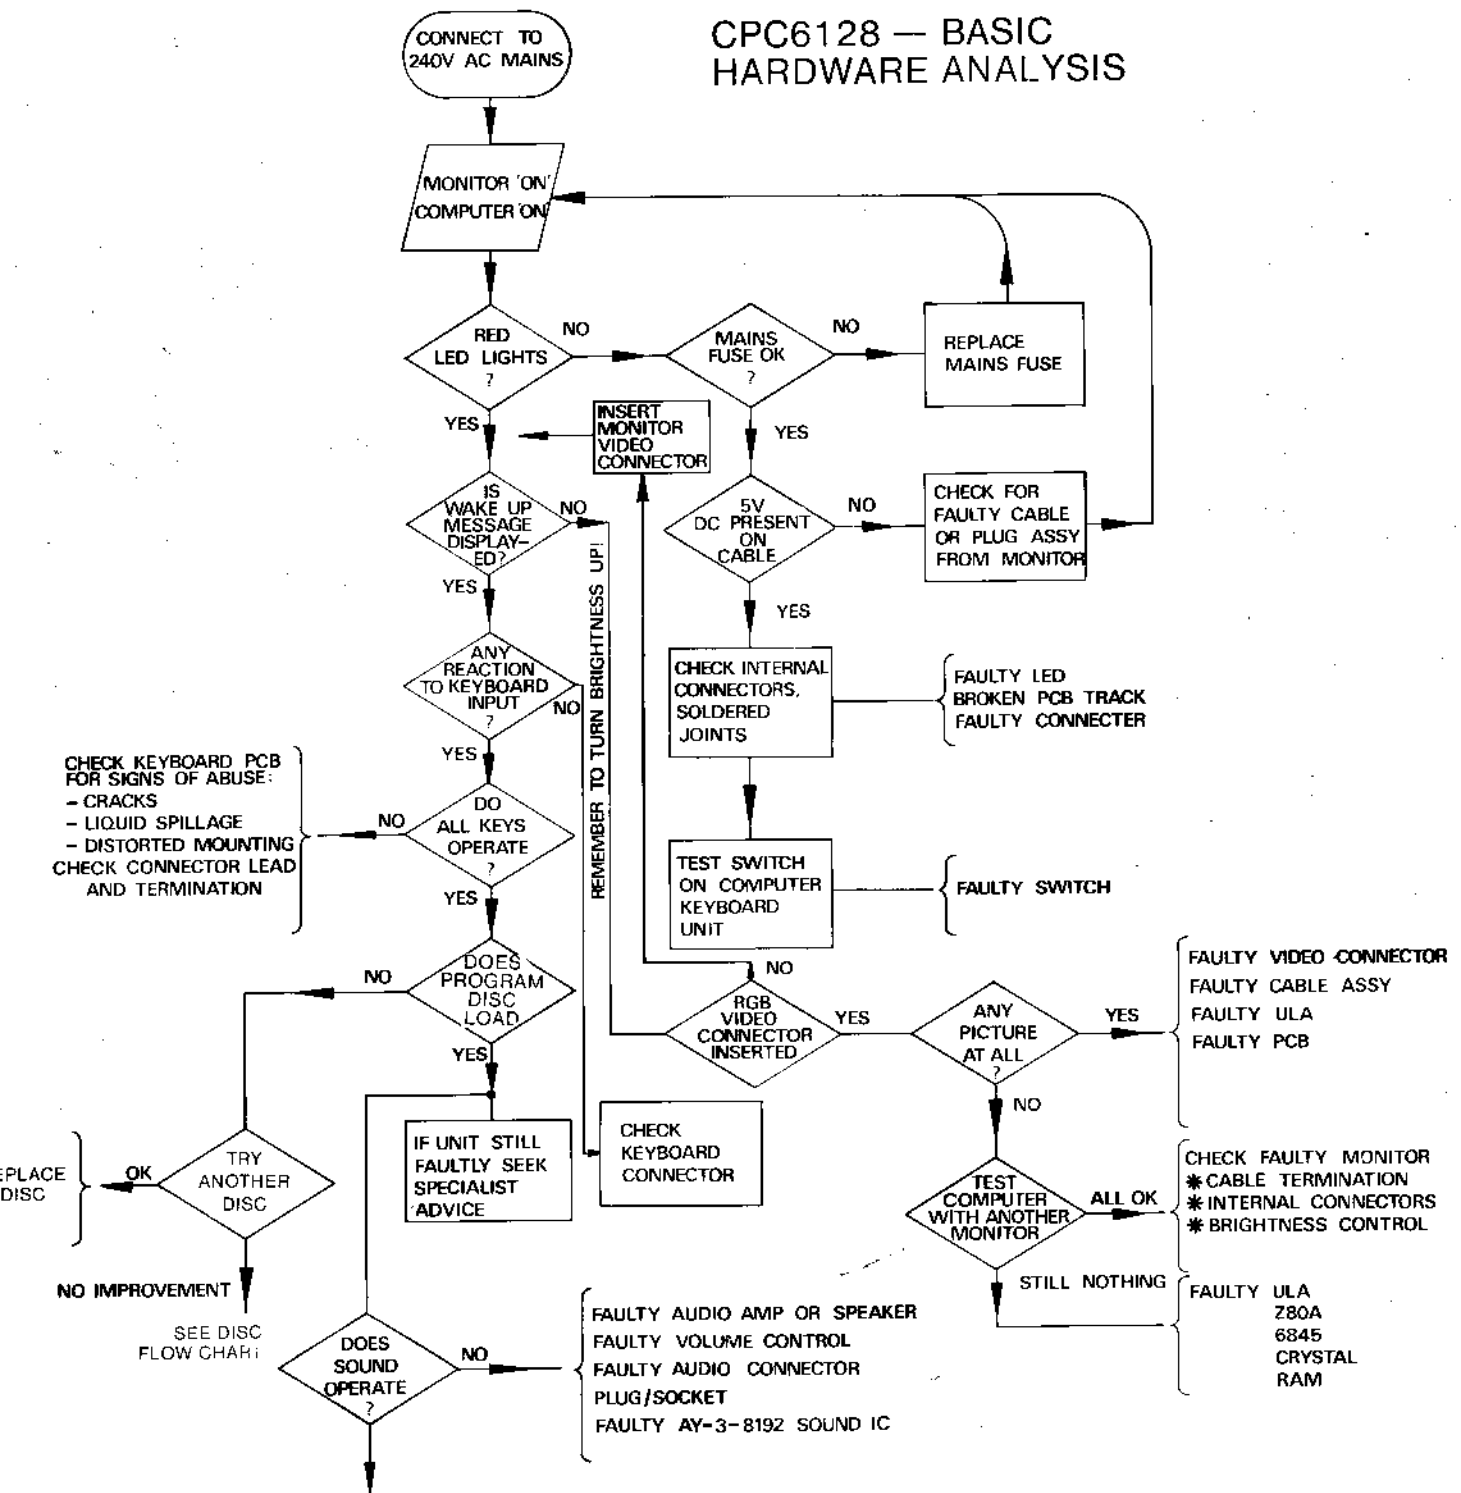 CPC6128 — BASIC
HARDWARE ANALYSIS
CONNECT TO
240V AC MAINS
MONITOR 'ON'
COMPUTER 'ON'
RED
LED LIGHTS
?
NO
MAINS
FUSE OK
?
NO
REPLACE
MAINS FUSE
YES
INSERT
MONITOR
VIDEO
CONNECTOR
YES
IS
WAKE UP
MESSAGE
DISPLAY-
ED?
NO
5V
DC PRESENT
ON
CABLE
NO
CHECK FOR
FAULTY CABLE
OR PLUG ASSY
FROM MONITOR
REMEMBER TO TURN BRIGHTNESS UP!
YES
YES
ANY
REACTION
TO KEYBOARD
INPUT
?
NO
CHECK INTERNAL
CONNECTORS,
SOLDERED
JOINTS
FAULTY LED
BROKEN PCB TRACK
FAULTY CONNECTER
YES
CHECK KEYBOARD PCB
FOR SIGNS OF ABUSE:
– CRACKS
– LIQUID SPILLAGE
– DISTORTED MOUNTING
CHECK CONNECTOR LEAD
AND TERMINATION
NO
DO
ALL KEYS
OPERATE
?
TEST SWITCH
ON COMPUTER
KEYBOARD
UNIT
FAULTY SWITCH
YES
NO
DOES
PROGRAM
DISC
LOAD
NO
RGB
VIDEO
CONNECTOR
INSERTED
YES
ANY
PICTURE
AT ALL
?
YES
FAULTY VIDEO CONNECTOR
FAULTY CABLE ASSY
FAULTY ULA
FAULTY PCB
YES
NO
IF UNIT STILL
FAULTLY SEEK
SPECIALIST
ADVICE
CHECK
KEYBOARD
CONNECTOR
EPLACE
DISC
OK
TRY
ANOTHER
DISC
TEST
COMPUTER
WITH ANOTHER
MONITOR
ALL OK
CHECK FAULTY MONITOR
* CABLE TERMINATION
* INTERNAL CONNECTORS
* BRIGHTNESS CONTROL
NO IMPROVEMENT
STILL NOTHING
FAULTY ULA
Z80A
6845
CRYSTAL
RAM
SEE DISC
FLOW CHART
DOES
SOUND
OPERATE
?
NO
FAULTY AUDIO AMP OR SPEAKER
FAULTY VOLUME CONTROL
FAULTY AUDIO CONNECTOR
PLUG/SOCKET
FAULTY AY-3-8192 SOUND IC